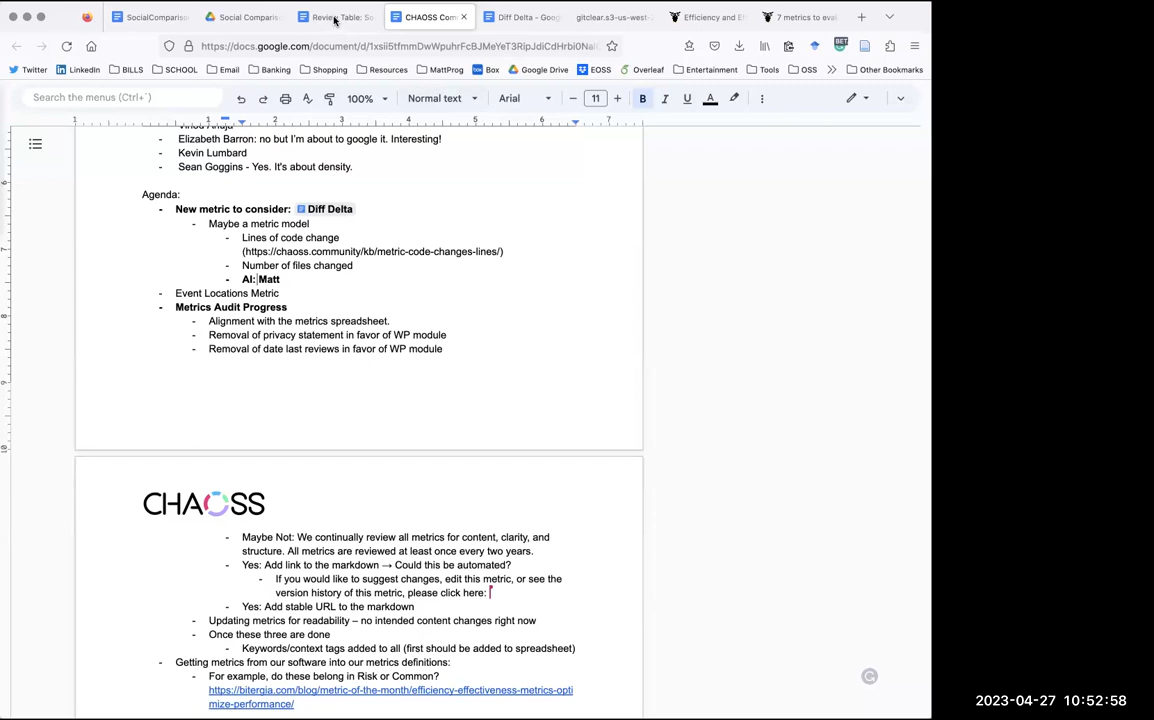 SocialComparis
Social Comparis
Review Table: So
CHAOSS Com
Diff Delta - Goog
gitclear.s3-us-west-
Efficiency and Ef
7 metrics to eval
https://docs.google.com/document/d/1xsii5tfmmDwWpuhrFcBJMeYeT3RipJdiCdHrbi0Nal
Twitter
LinkedIn
BILLS
SCHOOL
Email
Banking
Shopping
Resources
MattProg
Box
Google Drive
EOSS
Overleaf
Entertainment
Tools
OSS
Other Bookmarks
Search the menus (Ctrl+`)
100%
Normal text
Arial
11
B I U A
1 1 2 3 4 5 6 7
- Elizabeth Barron: no but I'm about to google it. Interesting!
- Kevin Lumbard
- Sean Goggins - Yes. It's about density.
Agenda:
- New metric to consider: Diff Delta
- Maybe a metric model
- Lines of code change
(https://chaoss.community/kb/metric-code-changes-lines/)
- Number of files changed
- AI: Matt
- Event Locations Metric
- Metrics Audit Progress
- Alignment with the metrics spreadsheet.
- Removal of privacy statement in favor of WP module
- Removal of date last reviews in favor of WP module
CHAOSS
- Maybe Not: We continually review all metrics for content, clarity, and
structure. All metrics are reviewed at least once every two years.
- Yes: Add link to the markdown → Could this be automated?
- If you would like to suggest changes, edit this metric, or see the
version history of this metric, please click here:
- Yes: Add stable URL to the markdown
- Updating metrics for readability – no intended content changes right now
- Once these three are done
- Keywords/context tags added to all (first should be added to spreadsheet)
- Getting metrics from our software into our metrics definitions:
- For example, do these belong in Risk or Common?
https://bitergia.com/blog/metric-of-the-month/efficiency-effectiveness-metrics-opti
mize-performance/
2023-04-27 10:52:58